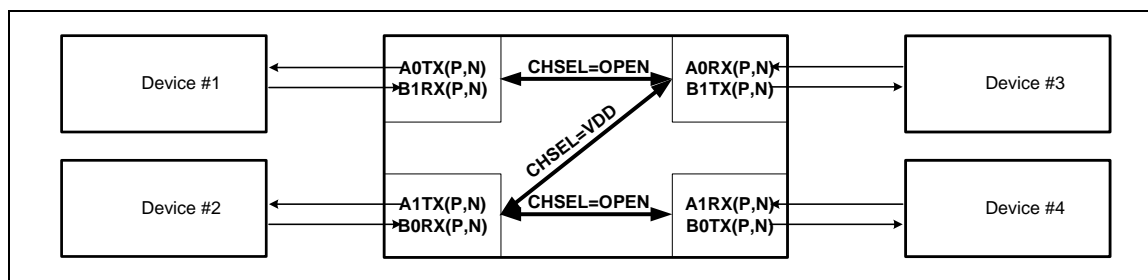 Device #1
A0TX(P,N)
B1RX(P,N)
CHSEL=OPEN
A0RX(P,N)
B1TX(P,N)
Device #3
CHSEL=VDD
Device #2
A1TX(P,N)
B0RX(P,N)
CHSEL=OPEN
A1RX(P,N)
B0TX(P,N)
Device #4